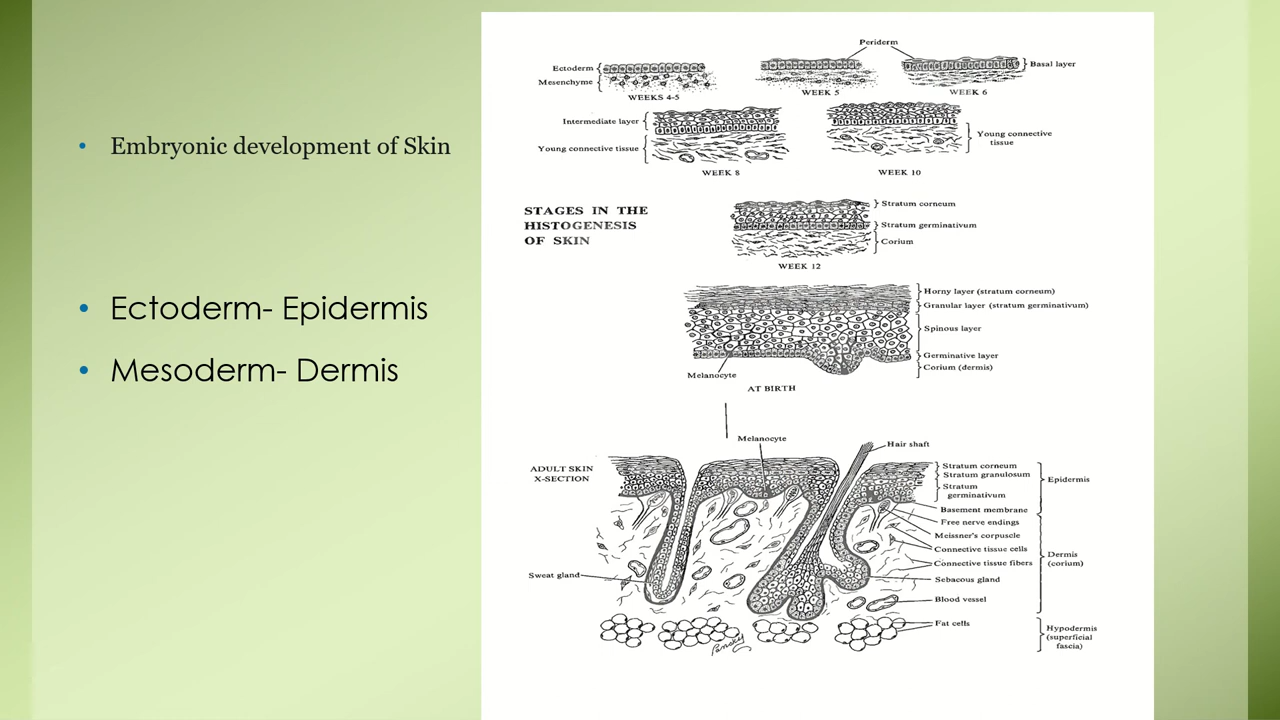 Embryonic development of Skin
Ectoderm- Epidermis
Mesoderm- Dermis
Periderm
Ectoderm
Mesenchyme
Basal layer
WEEKS 4-5
WEEK 5
WEEK 6
Intermediate layer
Young connective tissue
Young connective
tissue
WEEK 8
WEEK 10
STAGES IN THE
HISTOGENESIS
OF SKIN
Stratum corneum
Stratum germinativum
Corium
WEEK 12
Horny layer (stratum corneum)
Granular layer (stratum germinativum)
Spinous layer
Germinative layer
Corium (dermis)
Melanocyte
AT BIRTH
Melanocyte
Hair shaft
ADULT SKIN
X-SECTION
Stratum corneum
Stratum granulosum
Stratum
germinativum
Epidermis
Basement membrane
Free nerve endings
Meissner's corpuscle
Connective tissue cells
Connective tissue fibers
Dermis
(corium)
Sweat gland
Sebaceous gland
Blood vessel
Fat cells
Hypodermis
(superficial
fascia)
Pansky